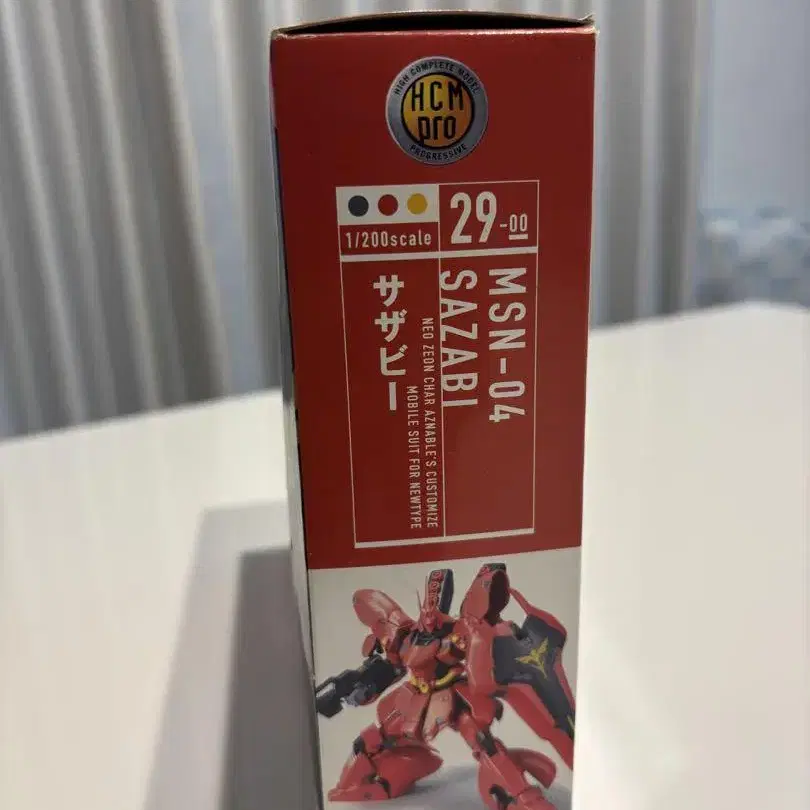 HIGH COMPLETE MODEL
HCM
pro
PROGRESSIVE
1/200scale
29-00
MSN-04
SAZABI
NEO ZEON CHAR AZNABLE'S CUSTOMIZE
MOBILE SUIT FOR NEWTYPE
サザビー